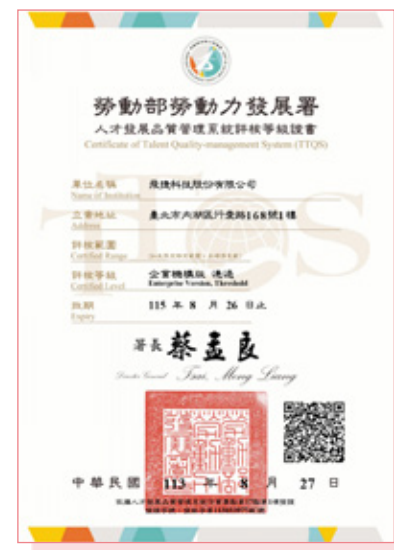 勞動部勞動力發展署
人才發展品質管理系統評核等級證書
Certificate of Talent Quality-management System (TTQS)
單位名稱 飛捷科技股份有限公司
Name of Institution
立案地址 臺北市內湖區行愛路168號1樓
Address
評核範圍
Certified Range
評核等級 企業機構版 通過
Certified Level Enterprise Version, Threshold
效期 115 年 8 月 26 日止
Expiry
署長 蔡孟良
Director General Tsai, Meng Liang
中華民國 113 年 8 月 27 日